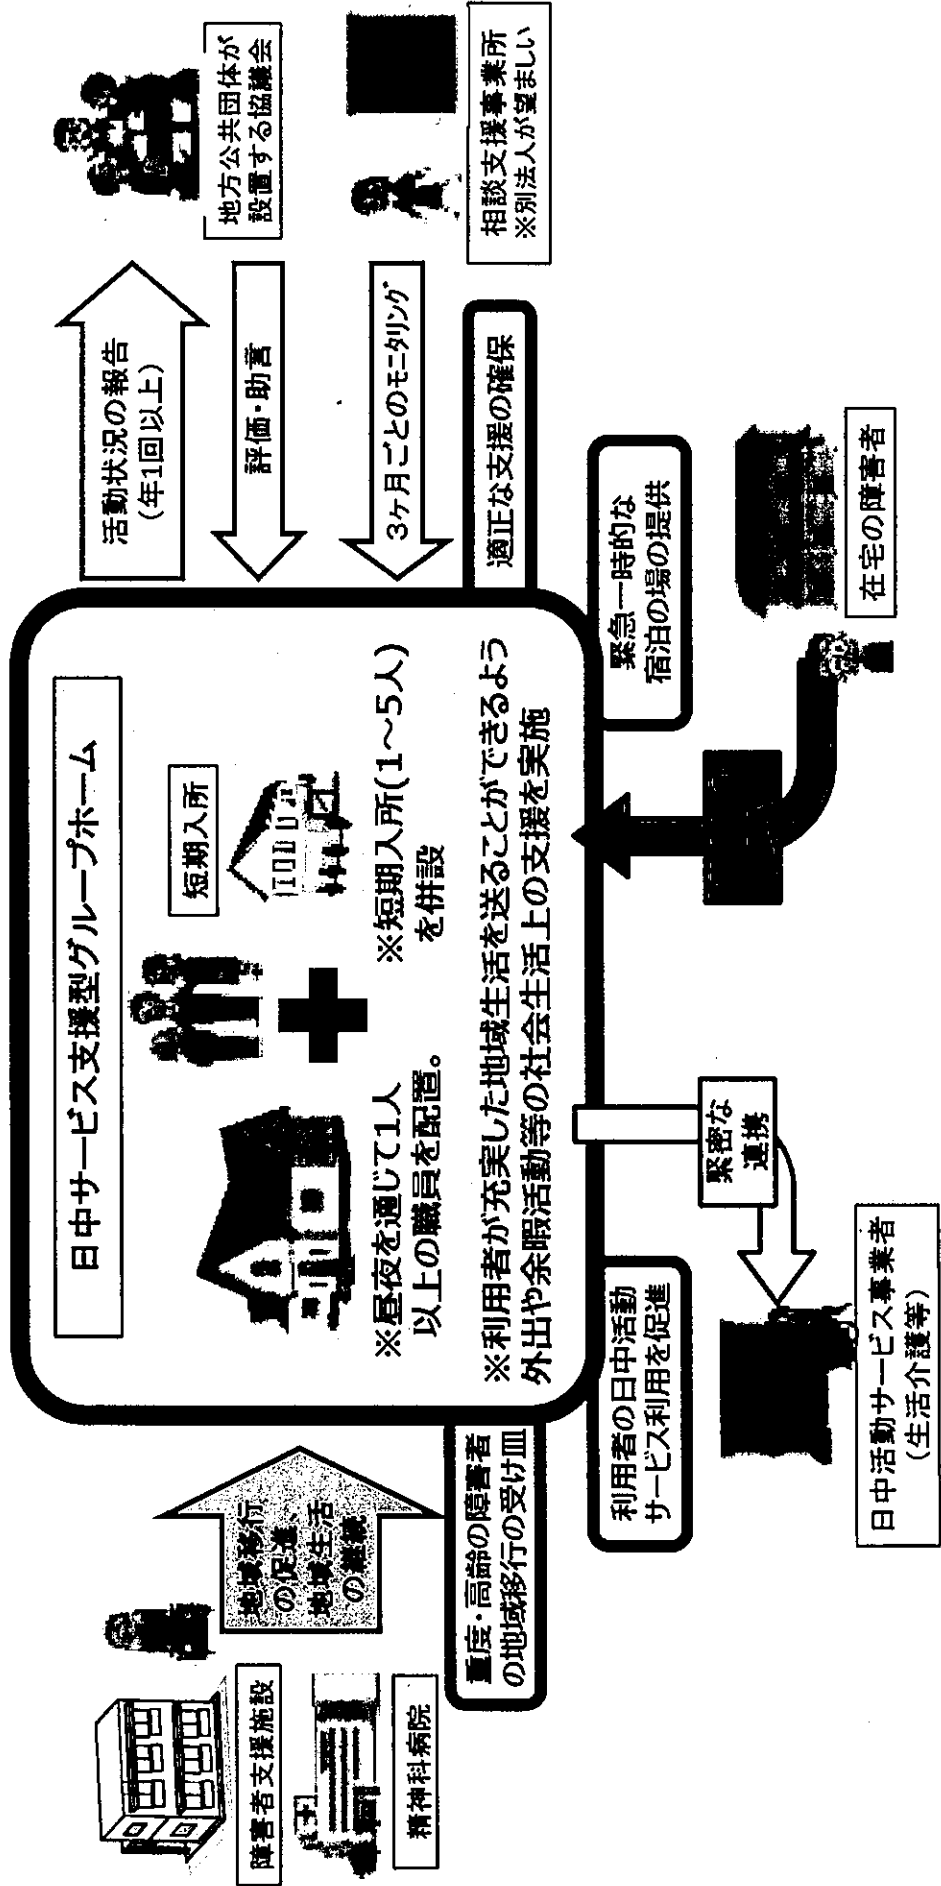 日中サービス支援型グループホーム
短期入所
※昼夜を通じて1人
以上の職員を配置。
※短期入所(1～5人)
を併設
※利用者が充実した地域生活を送ることができるよう
外出や余暇活動等の社会生活上の支援を実施
障害者支援施設
精神科病院
地域移行
の促進、
地域生活
の継続
重度・高齢の障害者
の地域移行の受け皿
活動状況の報告
（年1回以上）
評価・助言
3ヶ月ごとのモニタリング
適正な支援の確保
地方公共団体が
設置する協議会
相談支援事業所
※別法人が望ましい
利用者の日中活動
サービス利用を促進
緊密な
連携
日中活動サービス事業者
（生活介護等）
緊急一時的な
宿泊の場の提供
在宅の障害者